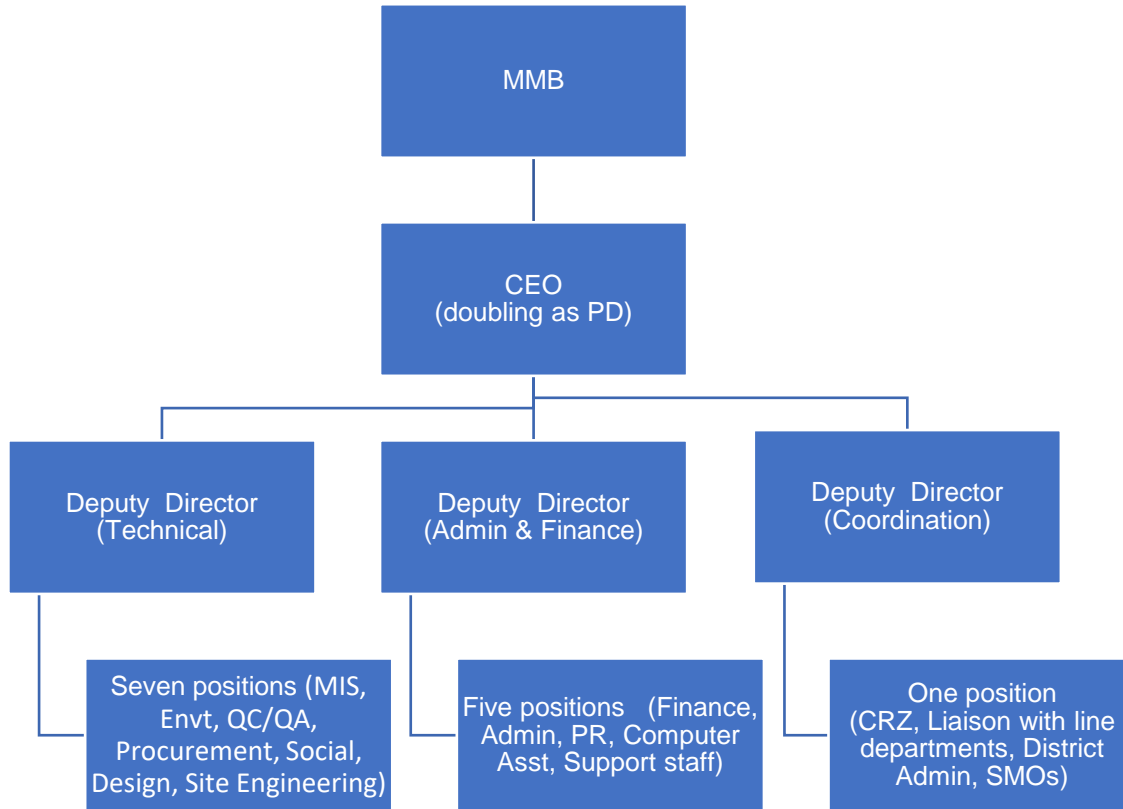 MMB
CEO
(doubling as PD)
Deputy Director
(Technical)
Deputy Director
(Admin & Finance)
Deputy Director
(Coordination)
Seven positions (MIS,
Envt, QC/QA,
Procurement, Social,
Design, Site Engineering)
Five positions (Finance,
Admin, PR, Computer
Asst, Support staff)
One position
(CRZ, Liaison with line
departments, District
Admin, SMOs)